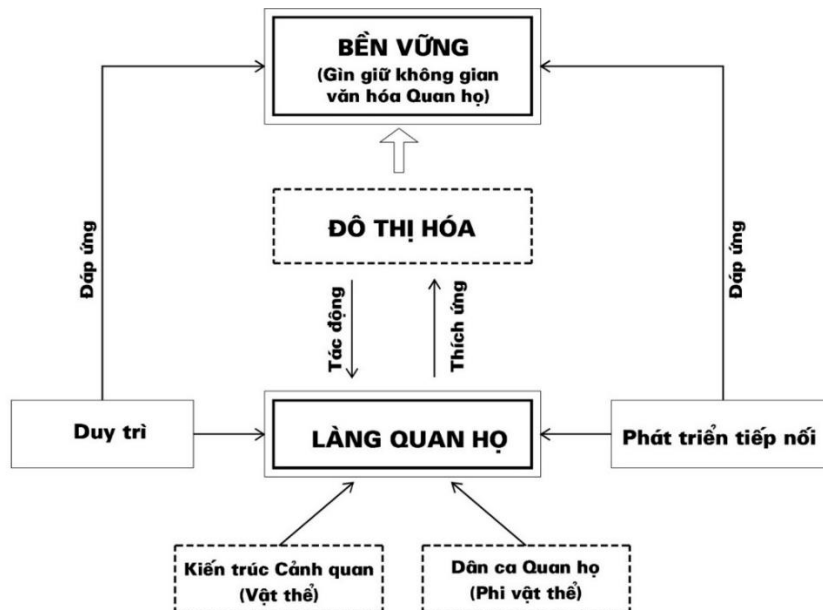 BỀN VỮNG
(Gìn giữ không gian
văn hóa Quan họ)
ĐÔ THỊ HÓA
Đáp ứng
Tác động
Thích ứng
Đáp ứng
Duy trì
LÀNG QUAN HỌ
Phát triển tiếp nối
Kiến trúc Cảnh quan
(Vật thể)
Dân ca Quan họ
(Phi vật thể)